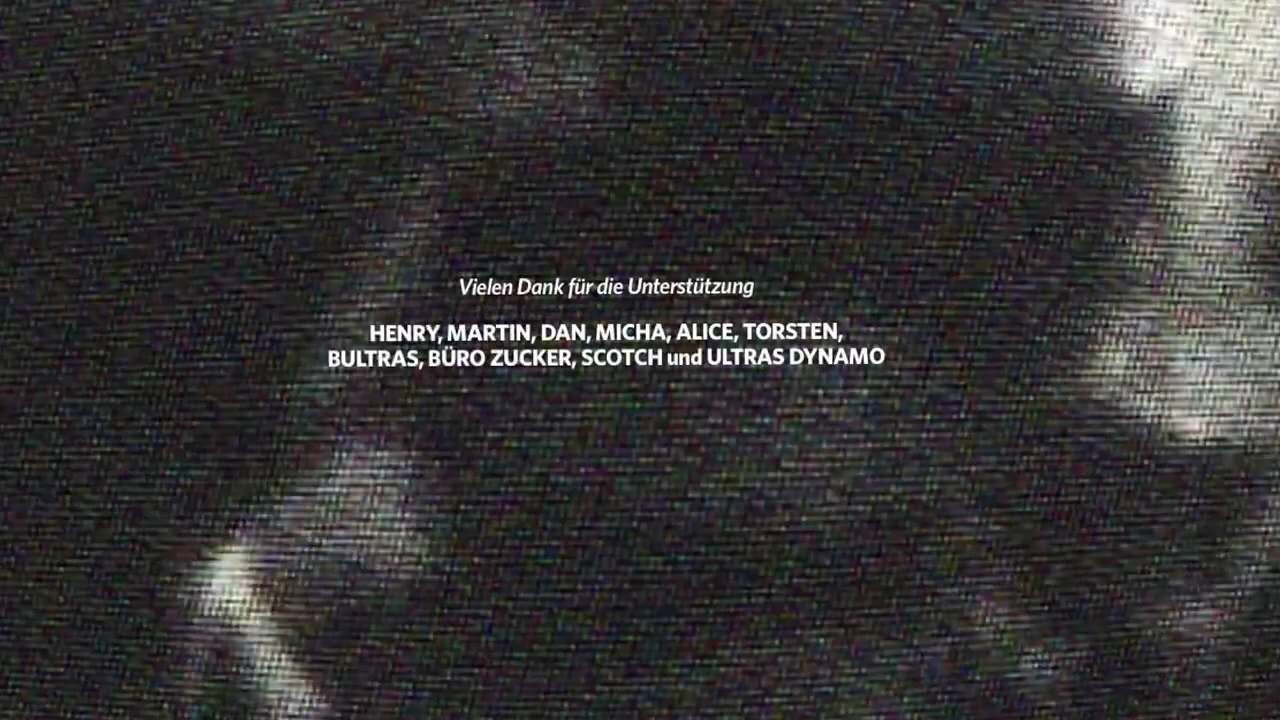 Vielen Dank für die Unterstützung
HENRY, MARTIN, DAN, MICHA, ALICE, TORSTEN,
BULTRAS, BÜRO ZUCKER, SCOTCH und ULTRAS DYNAMO